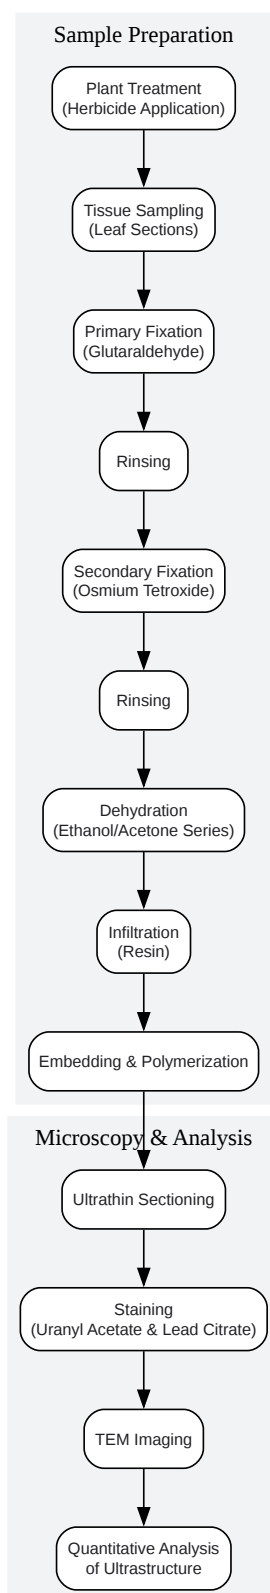 Sample Preparation
Plant Treatment
(Herbicide Application)
Tissue Sampling
(Leaf Sections)
Primary Fixation
(Glutaraldehyde)
Rinsing
Secondary Fixation
(Osmium Tetroxide)
Rinsing
Dehydration
(Ethanol/Acetone Series)
Infiltration
(Resin)
Embedding & Polymerization
Microscopy & Analysis
Ultrathin Sectioning
Staining
(Uranyl Acetate & Lead Citrate)
TEM Imaging
Quantitative Analysis
of Ultrastructure